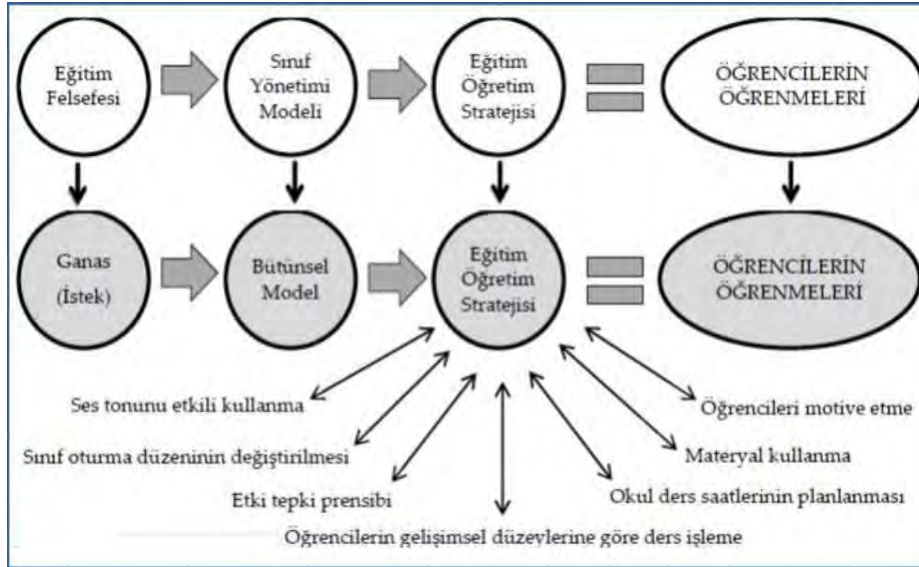 Eğitim
Felsefesi
Sınıf
Yönetimi
Modeli
Eğitim
Öğretim
Stratejisi
ÖĞRENCİLERİN
ÖĞRENMELERİ
Ganas
(İstek)
Bütünsel
Model
Eğitim
Öğretim
Stratejisi
ÖĞRENCİLERİN
ÖĞRENMELERİ
Ses tonunu etkili kullanma
Öğrencileri motive etme
Sınıf oturma düzeninin değiştirilmesi
Materyal kullanma
Etki tepki prensibi
Okul ders saatlerinin planlanması
Öğrencilerin gelişimsel düzeylerine göre ders işleme